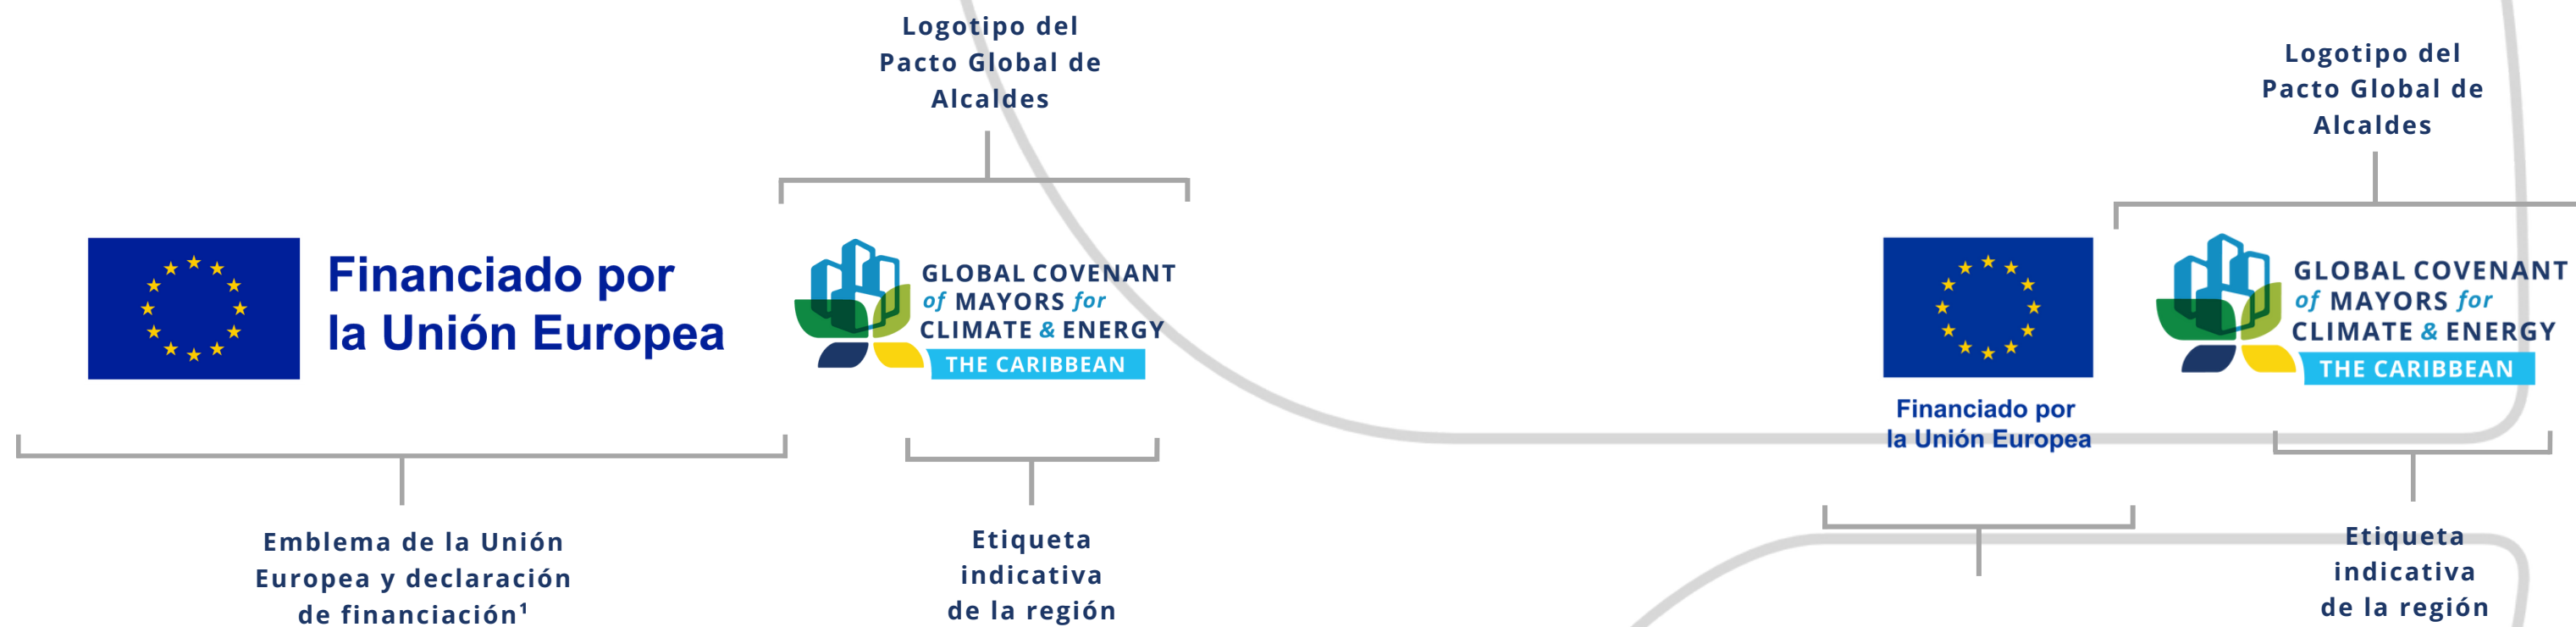 Logotipo del
Pacto Global de
Alcaldes
Financiado por
la Unión Europea
GLOBAL COVENANT
of MAYORS for
CLIMATE & ENERGY
THE CARIBBEAN
Emblema de la Unión
Europea y declaración
de financiación¹
Etiqueta
indicativa
de la región
Logotipo del
Pacto Global de
Alcaldes
Financiado por
la Unión Europea
GLOBAL COVENANT
of MAYORS for
CLIMATE & ENERGY
THE CARIBBEAN
Etiqueta
indicativa
de la región